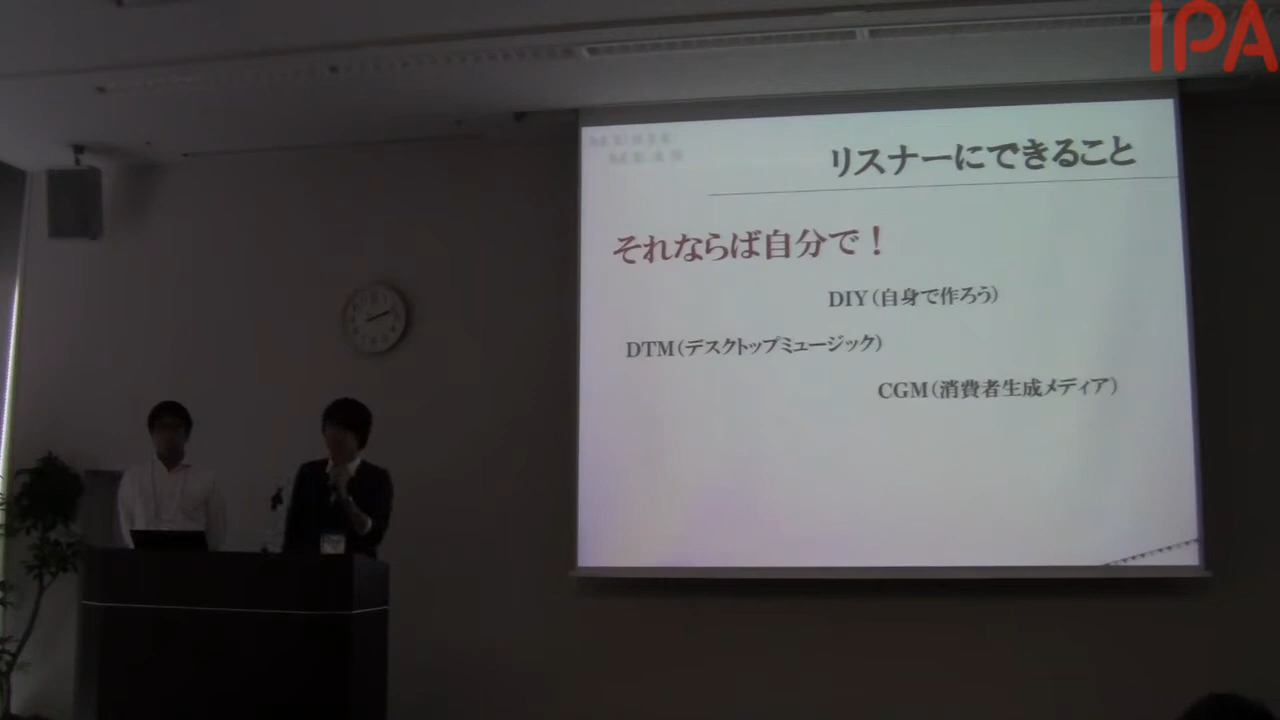 IPA
リスナーにできること
それならば自分で！
DIY（自身で作ろう）
DTM（デスクトップミュージック）
CGM（消費者生成メディア）